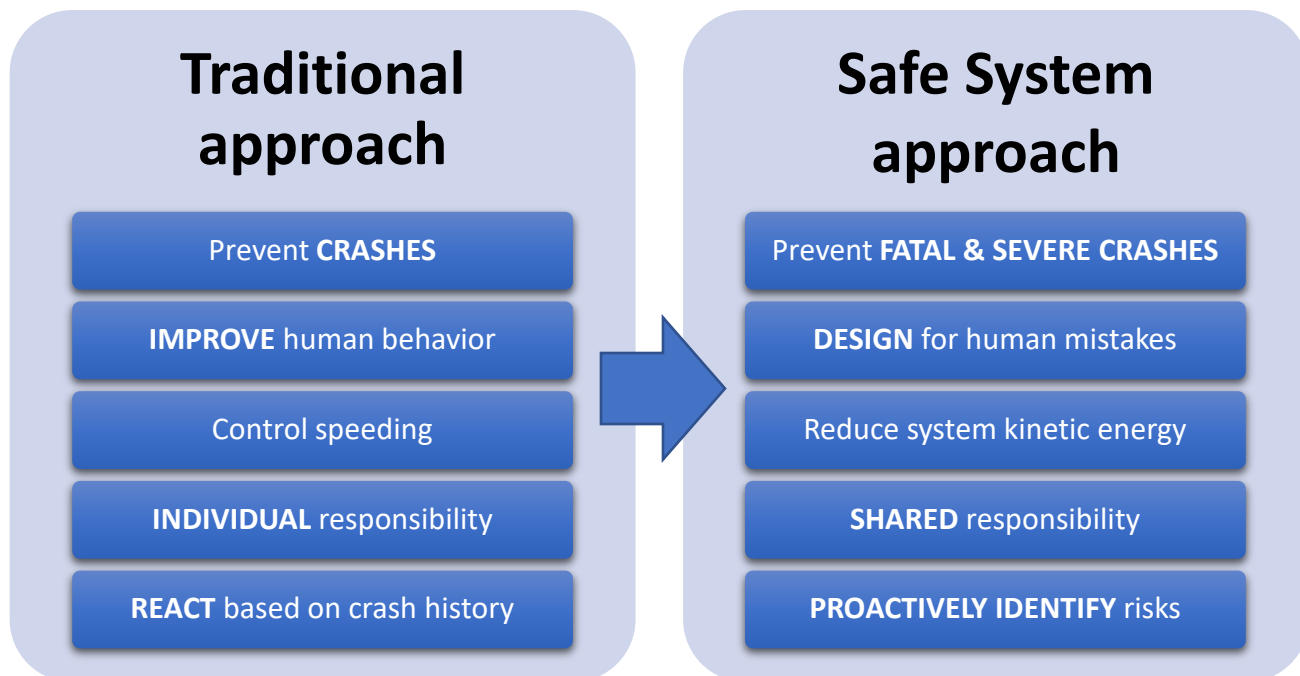 Traditional
approach
Prevent CRASHES
IMPROVE human behavior
Control speeding
INDIVIDUAL responsibility
REACT based on crash history
Safe System
approach
Prevent FATAL & SEVERE CRASHES
DESIGN for human mistakes
Reduce system kinetic energy
SHARED responsibility
PROACTIVELY IDENTIFY risks